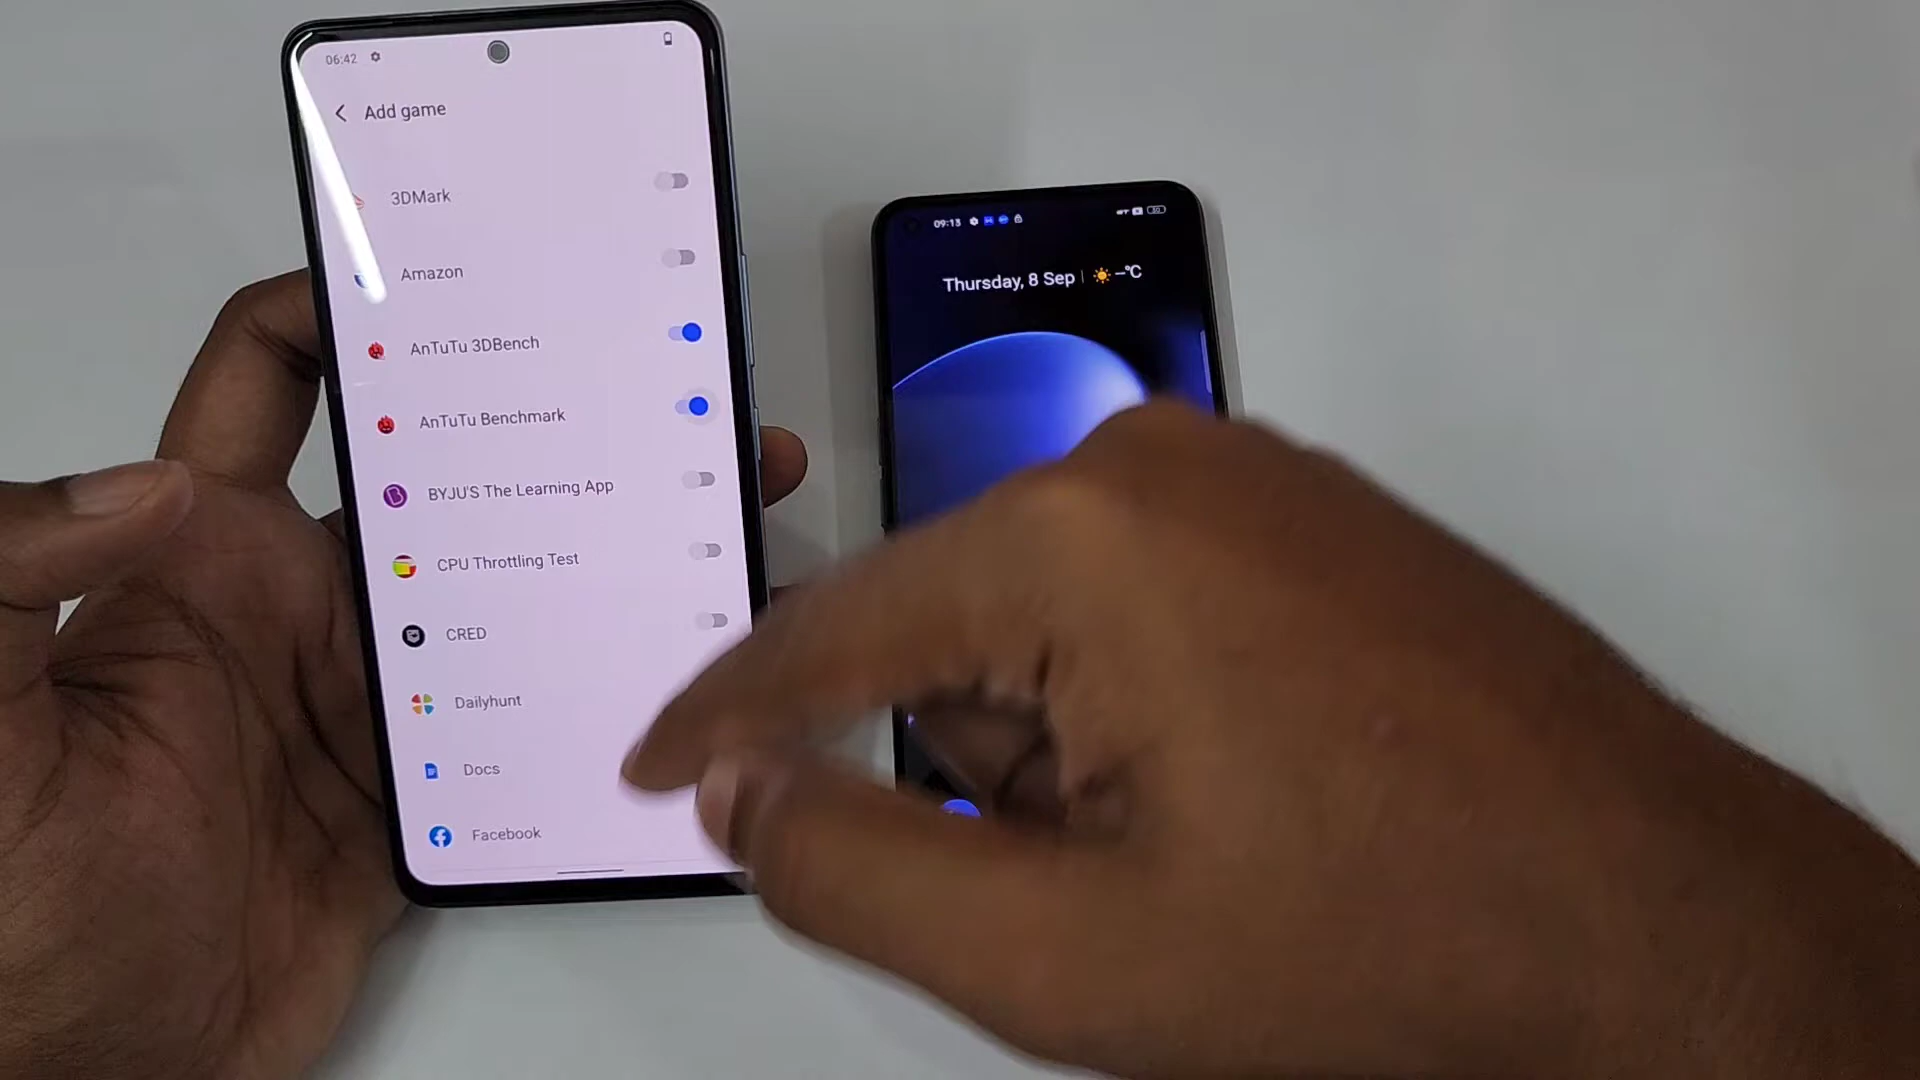 06:42
Add game
3DMark
Amazon
AnTuTu 3DBench
AnTuTu Benchmark
BYJU'S The Learning App
CPU Throttling Test
CRED
Dailyhunt
Docs
Facebook
09:13
Thursday, 8 Sep | –°C